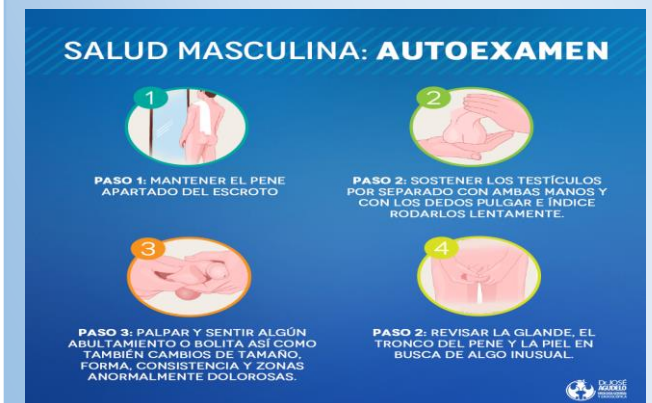 SALUD MASCULINA: AUTOEXAMEN
1
PASO 1: MANTENER EL PENE
APARTADO DEL ESCROTO
2
PASO 2: SOSTENER LOS TESTÍCULOS
POR SEPARADO CON AMBAS MANOS Y
CON LOS DEDOS PULGAR E ÍNDICE
RODARLOS LENTAMENTE.
3
PASO 3: PALPAR Y SENTIR ALGÚN
ABULTAMIENTO O BOLITA ASÍ COMO
TAMBIÉN CAMBIOS DE TAMAÑO,
FORMA, CONSISTENCIA Y ZONAS
ANORMALMENTE DOLOROSAS.
4
PASO 2: REVISAR LA GLANDE, EL
TRONCO DEL PENE Y LA PIEL EN
BUSCA DE ALGO INUSUAL.
Dr. JOSÉ
AGUDELO